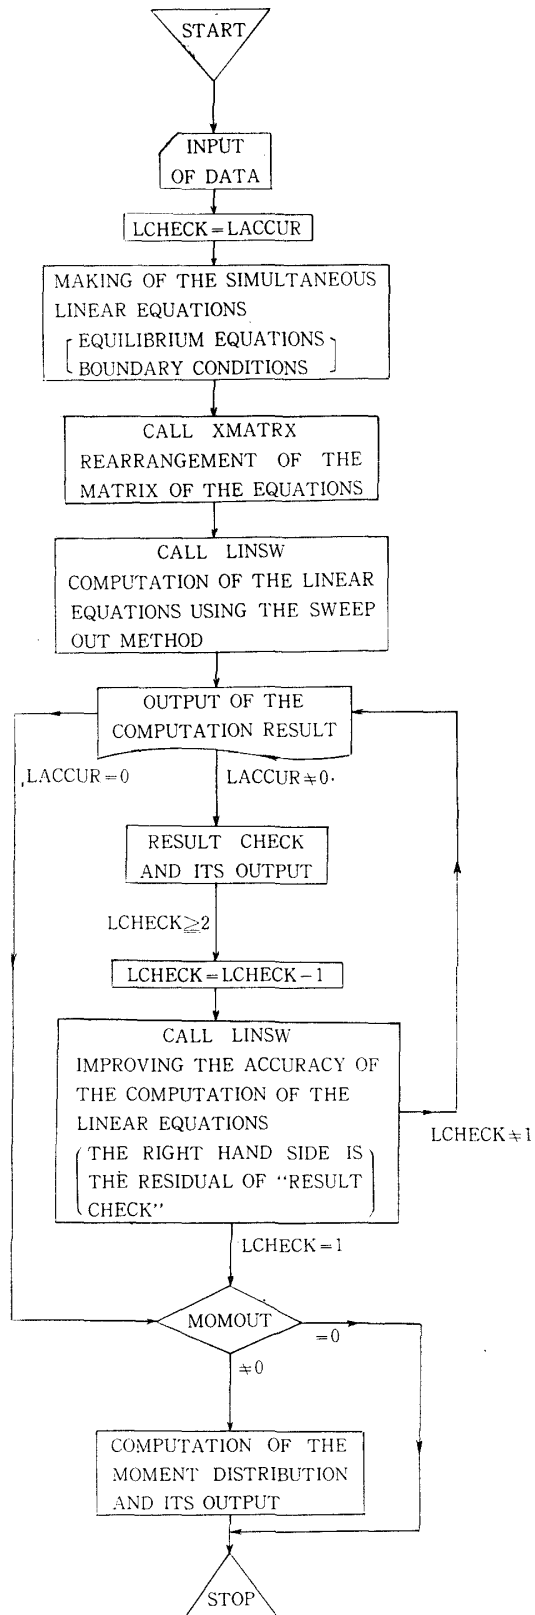 START
INPUT
OF DATA
LCHECK=LACCUR
MAKING OF THE SIMULTANEOUS
LINEAR EQUATIONS
EQUILIBRIUM EQUATIONS
BOUNDARY CONDITIONS
CALL XMATRX
REARRANGEMENT OF THE
MATRIX OF THE EQUATIONS
CALL LINSW
COMPUTATION OF THE LINEAR
EQUATIONS USING THE SWEEP
OUT METHOD
OUTPUT OF THE
COMPUTATION RESULT
LACCUR=0
LACCUR≠0
RESULT CHECK
AND ITS OUTPUT
LCHECK≧2
LCHECK=LCHECK-1
CALL LINSW
IMPROVING THE ACCURACY OF
THE COMPUTATION OF THE
LINEAR EQUATIONS
(THE RIGHT HAND SIDE IS
THE RESIDUAL OF "RESULT
CHECK")
LCHECK≠1
LCHECK=1
MOMOUT
=0
≠0
COMPUTATION OF THE
MOMENT DISTRIBUTION
AND ITS OUTPUT
STOP